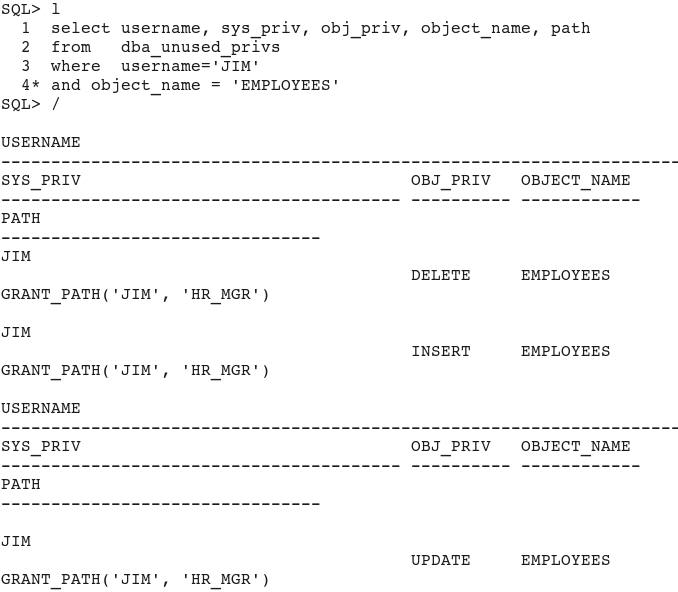 SQL> l
  1  select username, sys_priv, obj_priv, object_name, path
  2  from   dba_unused_privs
  3  where  username='JIM'
  4* and object_name = 'EMPLOYEES'
SQL> /

USERNAME
--------------------------------------------------------------------
SYS_PRIV                                 OBJ_PRIV   OBJECT_NAME
---------------------------------------- ---------- ------------
PATH
--------------------------------
JIM
                                         DELETE     EMPLOYEES
GRANT_PATH('JIM', 'HR_MGR')

JIM
                                         INSERT     EMPLOYEES
GRANT_PATH('JIM', 'HR_MGR')

USERNAME
--------------------------------------------------------------------
SYS_PRIV                                 OBJ_PRIV   OBJECT_NAME
---------------------------------------- ---------- ------------
PATH
--------------------------------

JIM
                                         UPDATE     EMPLOYEES
GRANT_PATH('JIM', 'HR_MGR')